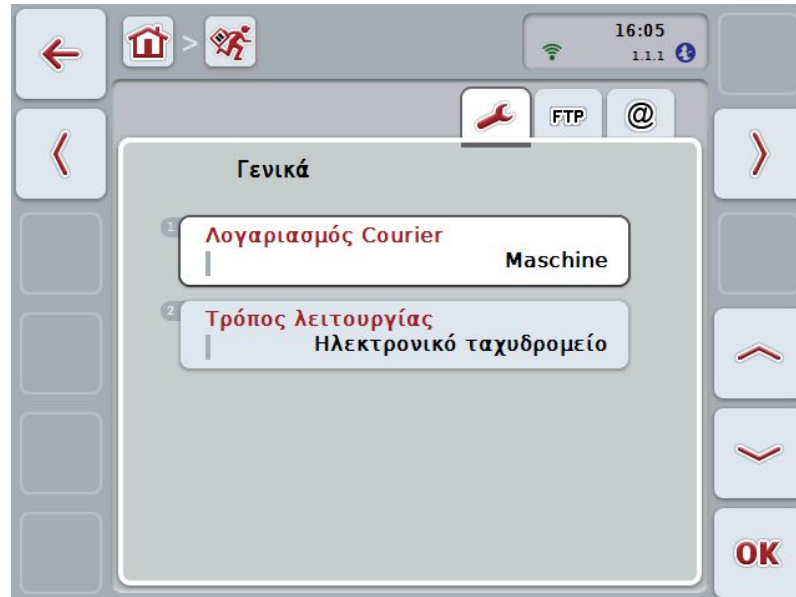 >
16:05
1.1.1
FTP
@
Γενικά
1
Λογαριασμός Courier
Maschine
2
Τρόπος λειτουργίας
Ηλεκτρονικό ταχυδρομείο
OK